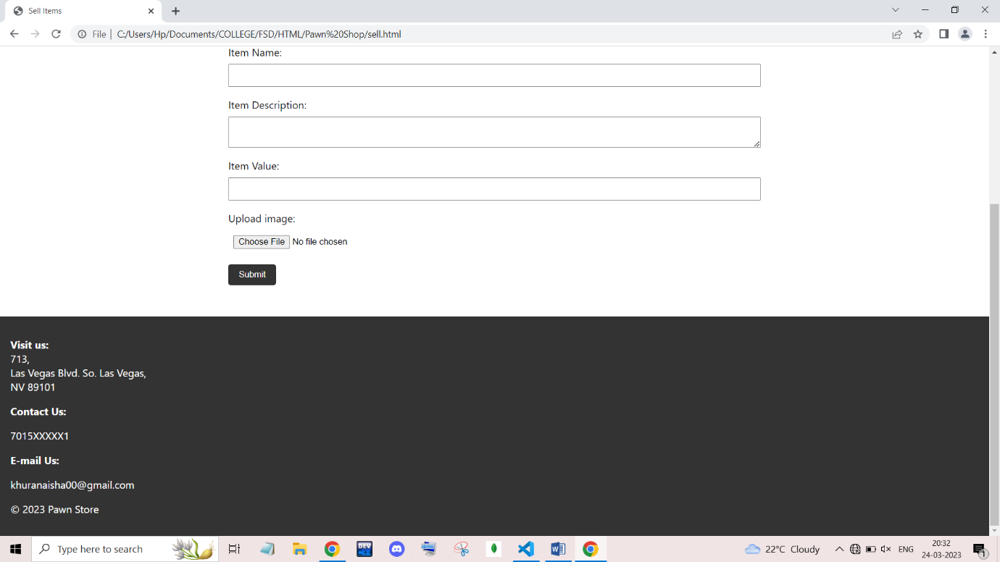 Sell Items
File
C:/Users/Hp/Documents/COLLEGE/FSD/HTML/Pawn%20Shop/sell.html
Item Name:
Item Description:
Item Value:
Upload image:
Choose File No file chosen
Submit
Visit us:
713,
Las Vegas Blvd. So. Las Vegas,
NV 89101
Contact Us:
7015XXXXX1
E-mail Us:
khuranaisha00@gmail.com
© 2023 Pawn Store
Type here to search
DEV
22°C Cloudy
ENG
20:32
24-03-2023
1